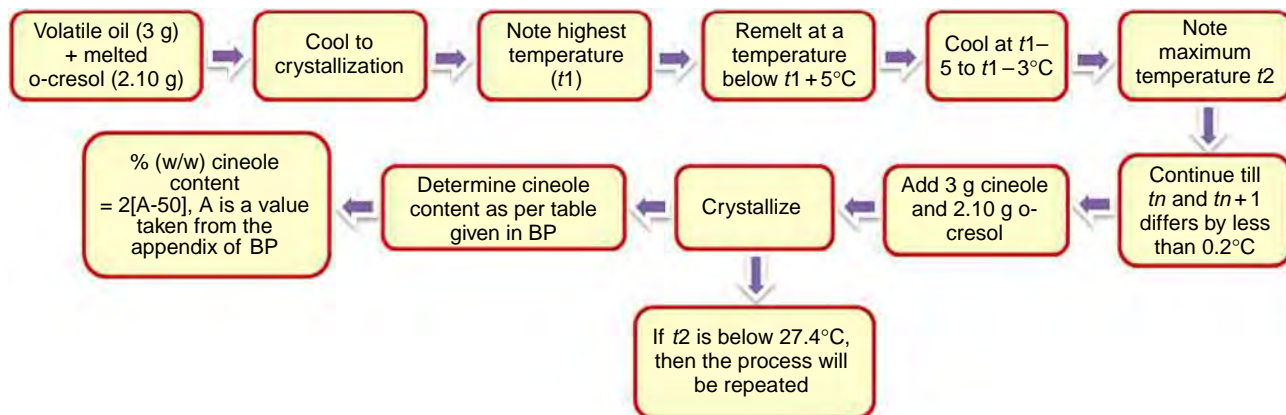 Volatile oil (3 g)
+ melted
o-cresol (2.10 g)
Cool to
crystallization
Note highest
temperature
(t1)
Remelt at a
temperature
below t1 + 5°C
Cool at t1–
5 to t1 – 3°C
Note
maximum
temperature t2
Continue till
tn and tn + 1
differs by less
than 0.2°C
Add 3 g cineole
and 2.10 g o-
cresol
Crystallize
Determine cineole
content as per table
given in BP
% (w/w) cineole
content
= 2[A-50], A is a value
taken from the
appendix of BP
If t2 is below 27.4°C,
then the process will
be repeated